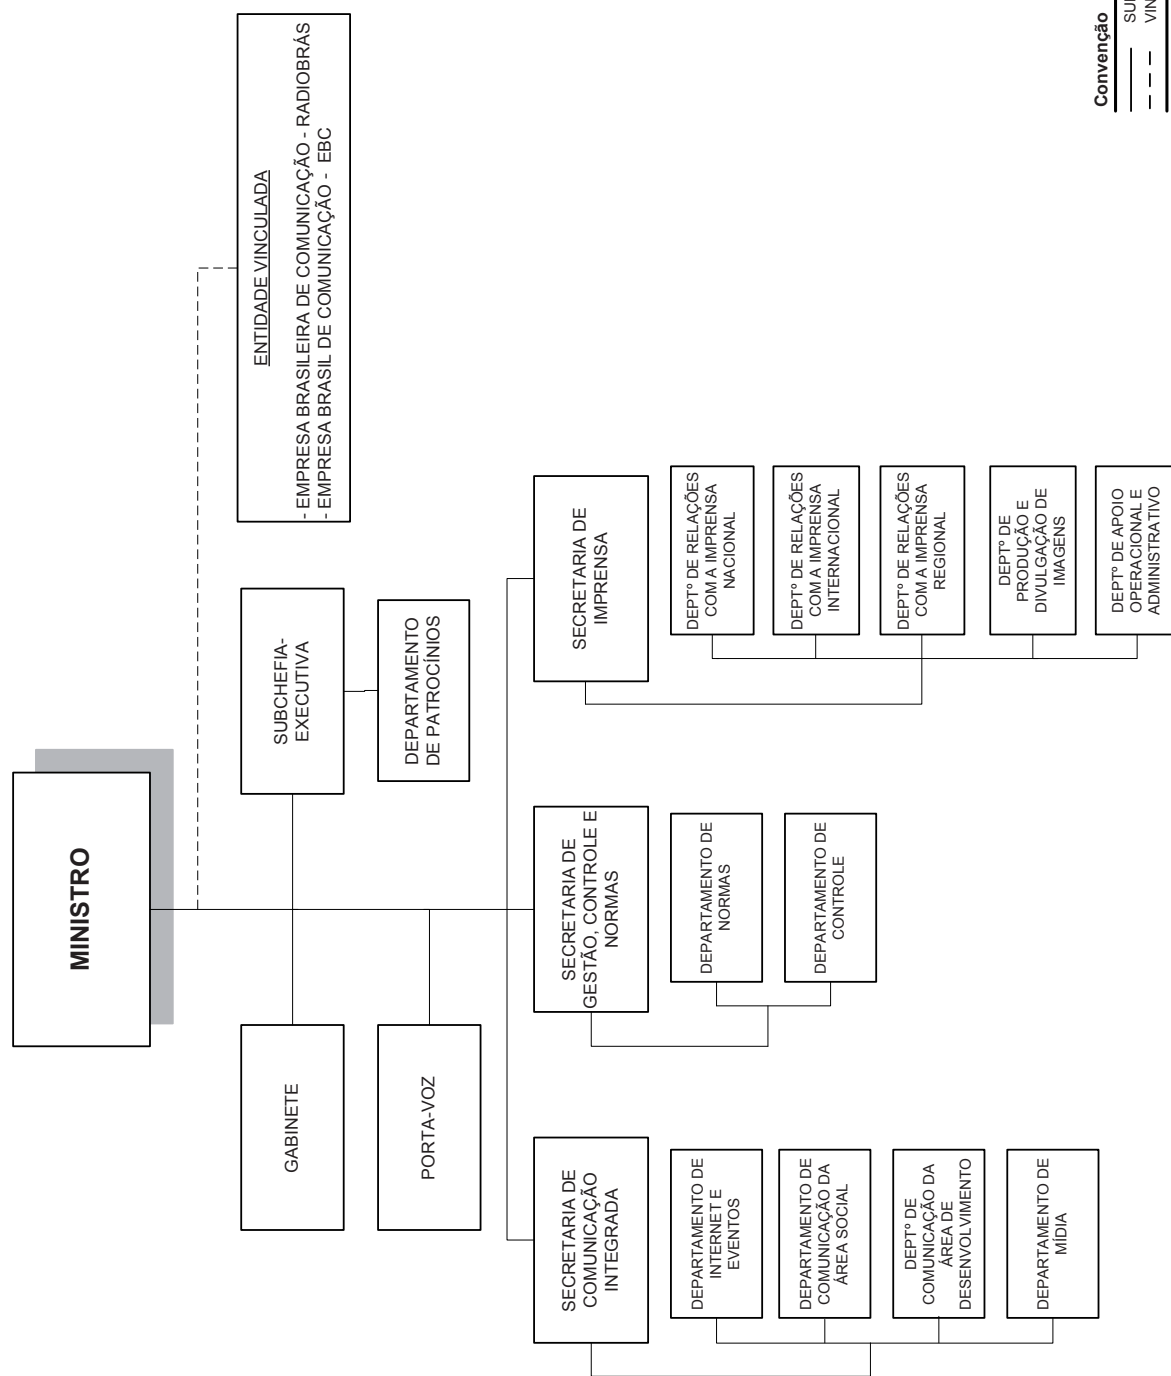 MINISTRO
ENTIDADE VINCULADA
- EMPRESA BRASILEIRA DE COMUNICAÇÃO - RADIOBRÁS
- EMPRESA BRASIL DE COMUNICAÇÃO - EBC
GABINETE
SUBCHEFIA-
EXECUTIVA
PORTA-VOZ
DEPARTAMENTO
DE PATROCÍNIOS
SECRETARIA DE
COMUNICAÇÃO
INTEGRADA
SECRETARIA DE
GESTÃO, CONTROLE E
NORMAS
SECRETARIA DE
IMPRENSA
DEPARTAMENTO DE
INTERNET E
EVENTOS
DEPARTAMENTO DE
COMUNICAÇÃO DA
ÁREA SOCIAL
DEPTº DE
COMUNICAÇÃO DA
ÁREA DE
DESENVOLVIMENTO
DEPARTAMENTO DE
MÍDIA
DEPARTAMENTO DE
NORMAS
DEPARTAMENTO DE
CONTROLE
DEPTº DE RELAÇÕES
COM A IMPRENSA
NACIONAL
DEPTº DE RELAÇÕES
COM A IMPRENSA
INTERNACIONAL
DEPTº DE RELAÇÕES
COM A IMPRENSA
REGIONAL
DEPTº DE
PRODUÇÃO E
DIVULGAÇÃO DE
IMAGENS
DEPTº DE APOIO
OPERACIONAL E
ADMINISTRATIVO
Convenção